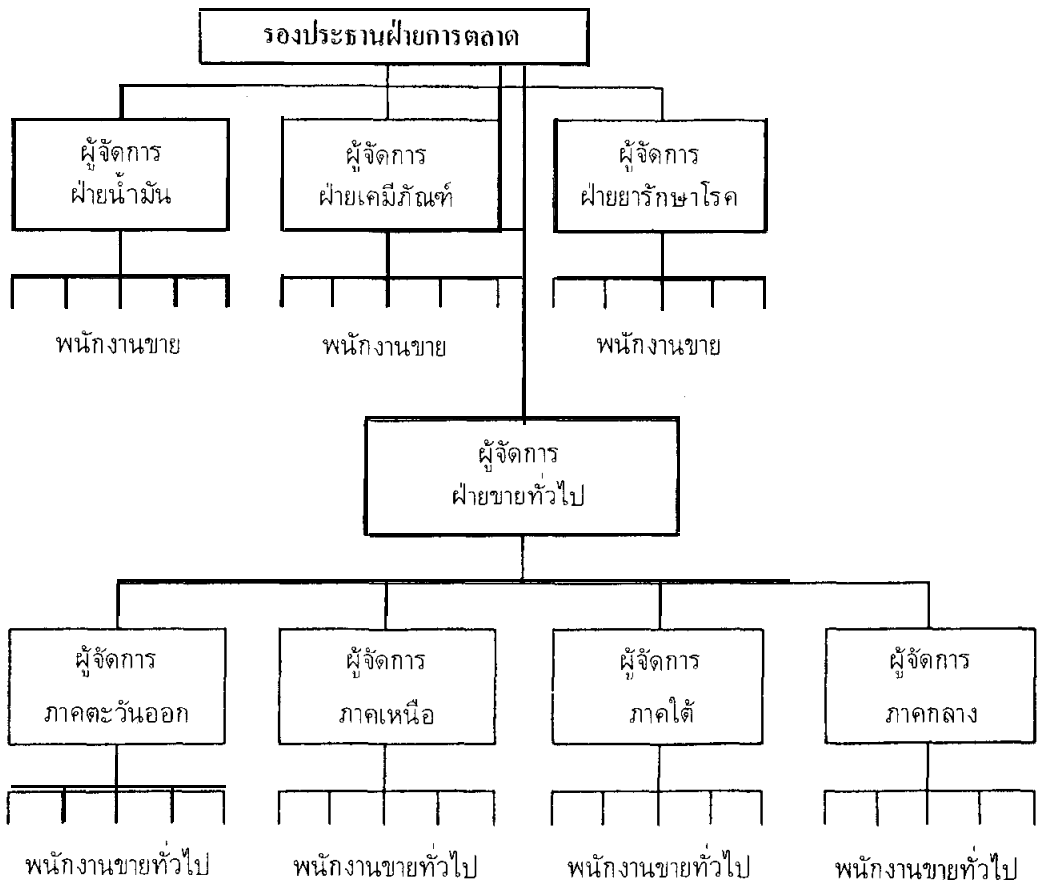 รองประธานฝ่ายการตลาด
ผู้จัดการ
ฝ่ายน้ำมัน
ผู้จัดการ
ฝ่ายเคมีภัณฑ์
ผู้จัดการ
ฝ่ายยารักษาโรค
พนักงานขาย
พนักงานขาย
พนักงานขาย
ผู้จัดการ
ฝ่ายขายทั่วไป
ผู้จัดการ
ภาคตะวันออก
ผู้จัดการ
ภาคเหนือ
ผู้จัดการ
ภาคใต้
ผู้จัดการ
ภาคกลาง
พนักงานขายทั่วไป
พนักงานขายทั่วไป
พนักงานขายทั่วไป
พนักงานขายทั่วไป